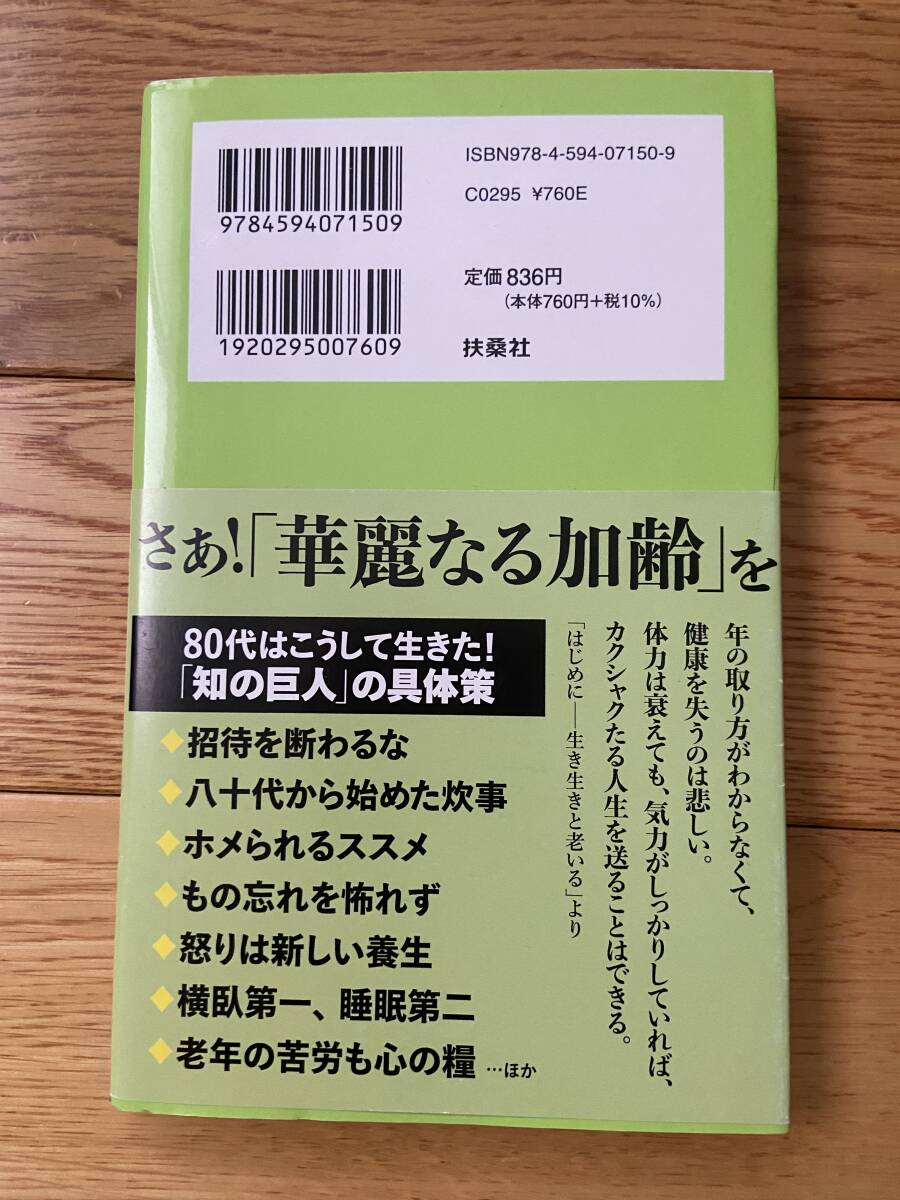 ISBN978-4-594-07150-9
C0295 ¥760E
9784594071509
定価836円
（本体760円＋税10%）
1920295007609
扶桑社
さあ!「華麗なる加齢」を
80代はこうして生きた!
「知の巨人」の具体策
◆招待を断わるな
◆八十代から始めた炊事
◆ホメられるススメ
◆もの忘れを怖れず
◆怒りは新しい養生
◆横臥第一、睡眠第二
◆老年の苦労も心の糧 …ほか
年の取り方がわからなくて、
健康を失うのは悲しい。
体力は衰えても、気力がしっかりしていれば、
カクシャクたる人生を送ることはできる。
「はじめに―生き生きと老いる」より